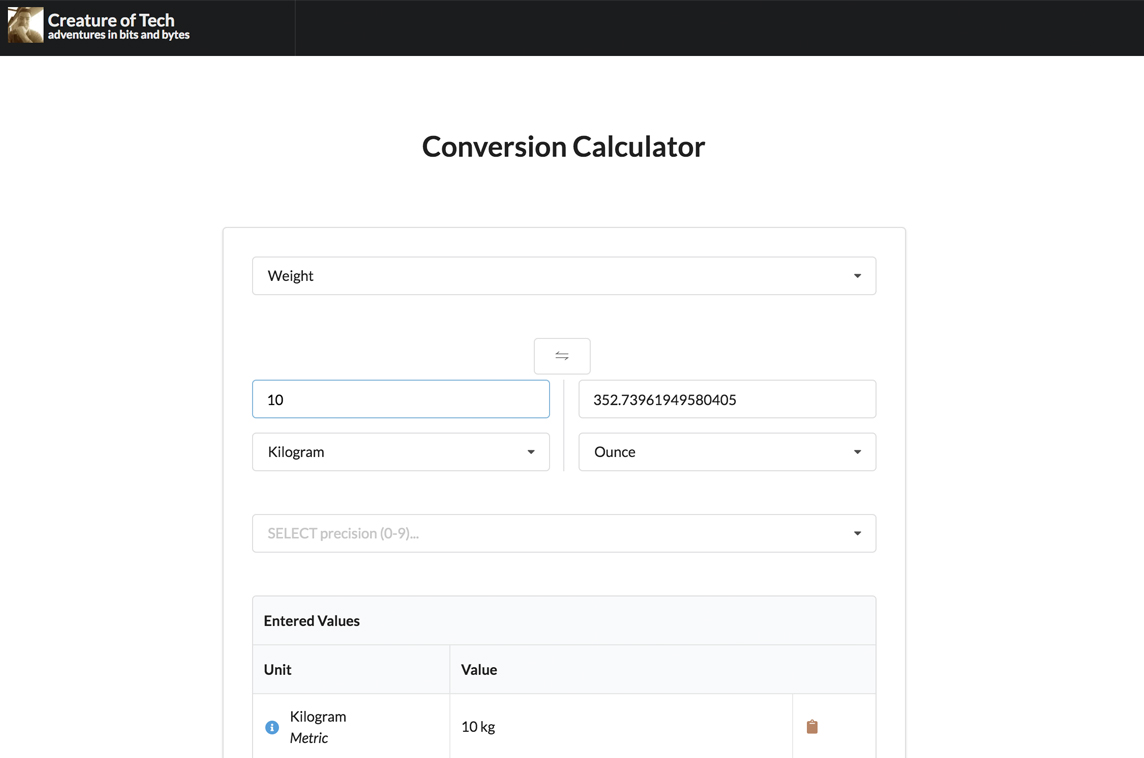 Creature of Tech
adventures in bits and bytes
Conversion Calculator
Weight
10
352.73961949580405
Kilogram
Ounce
SELECT precision (0-9)...
Entered Values
Unit
Value
Kilogram
Metric
10 kg